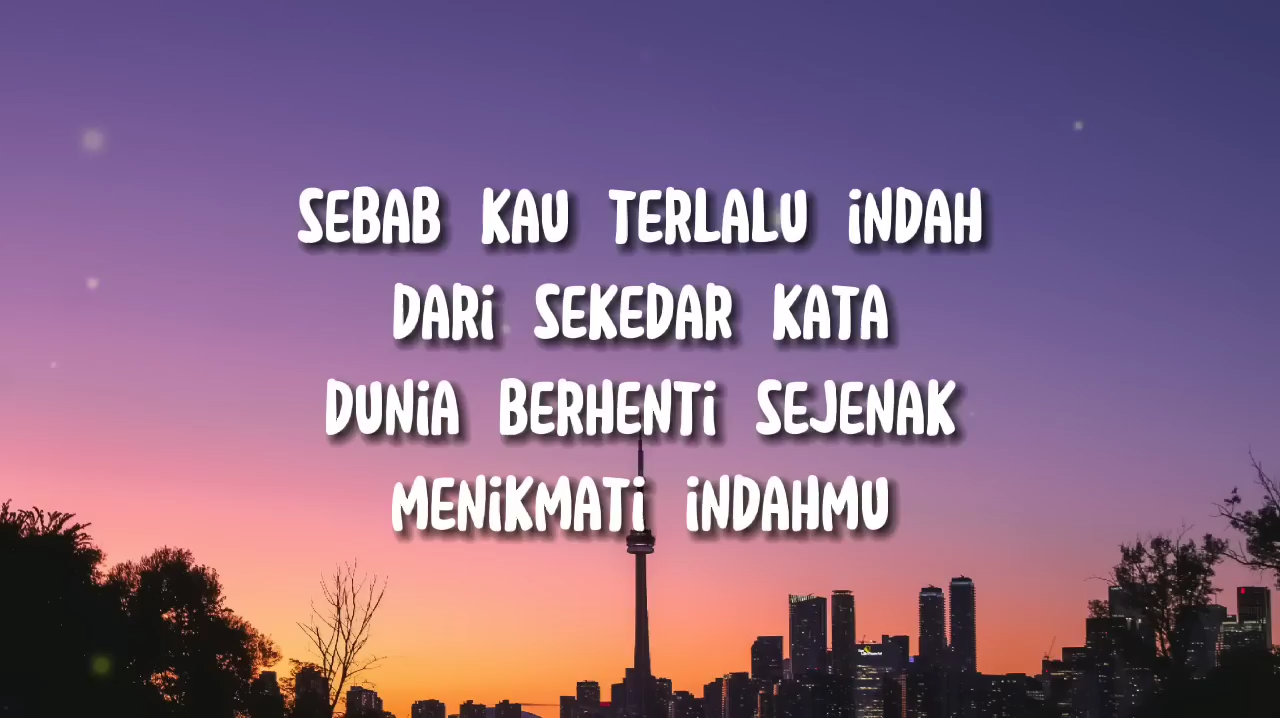 SEBAB KAU TERLALU iNDAH
DARi SEKEDAR KATA
DUNiA BERHENTi SEJENAK
MENiKMATi iNDAHMU